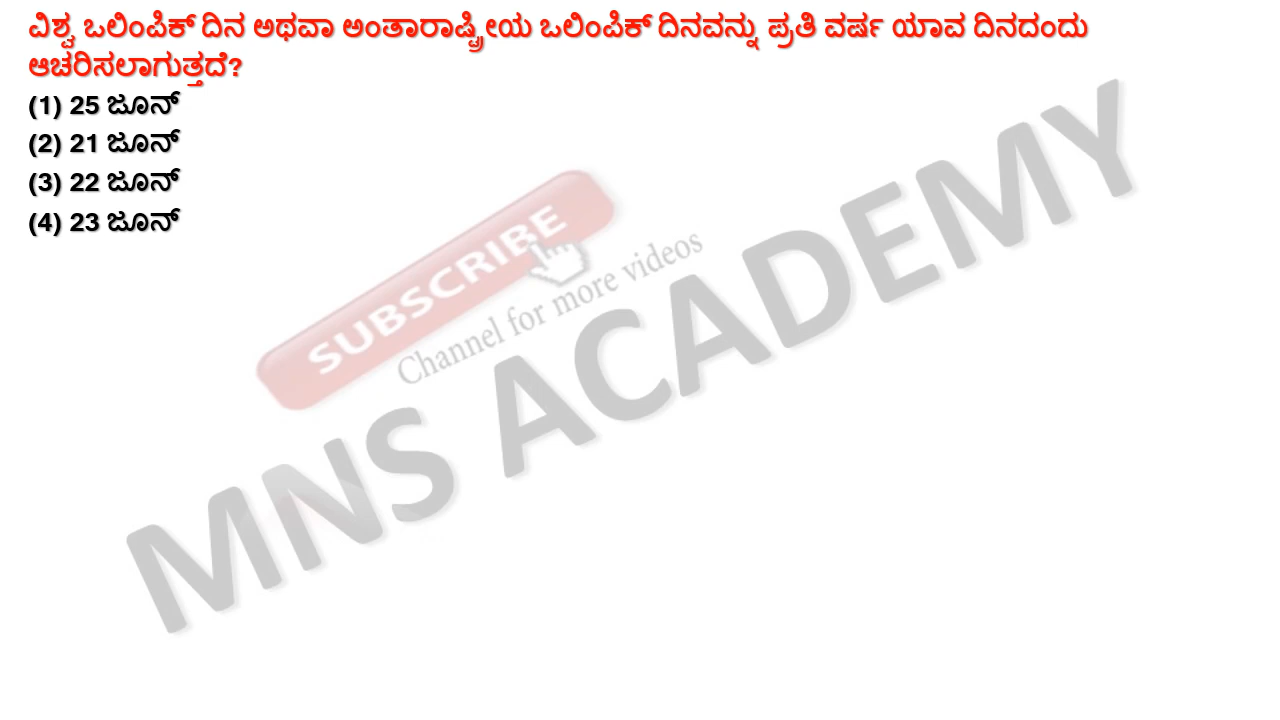 ವಿಶ್ವ ಒಲಿಂಪಿಕ್ ದಿನ ಅಥವಾ ಅಂತಾರಾಷ್ಟ್ರೀಯ ಒಲಿಂಪಿಕ್ ದಿನವನ್ನು ಪ್ರತಿ ವರ್ಷ ಯಾವ ದಿನದಂದು
ಆಚರಿಸಲಾಗುತ್ತದೆ?
(1) 25 ಜೂನ್
(2) 21 ಜೂನ್
(3) 22 ಜೂನ್
(4) 23 ಜೂನ್
SUBSCRIBE
Channel for more videos
MNS ACADEMY